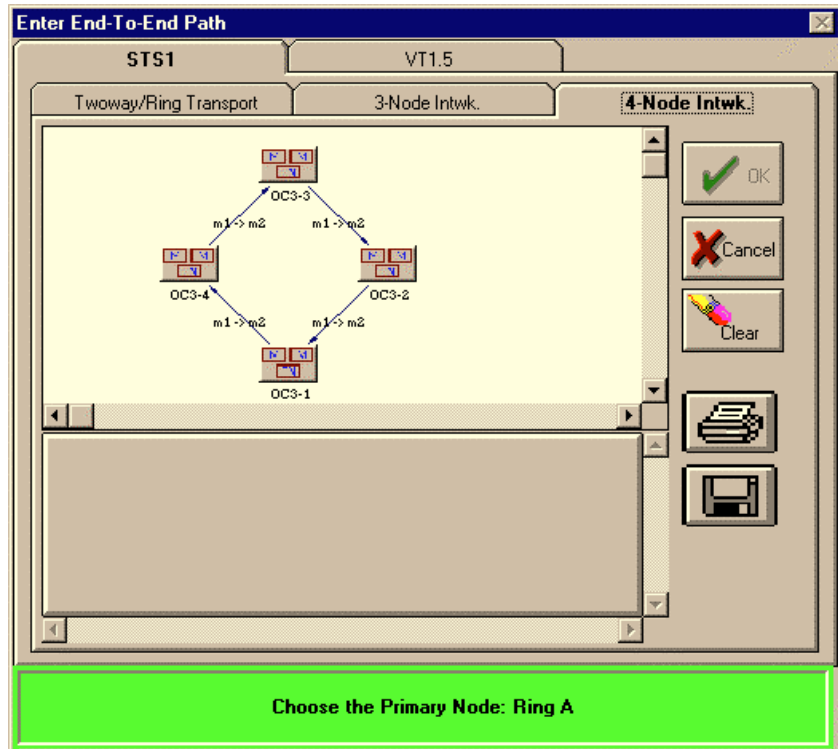 Enter End-To-End Path
STS1 VT1.5
Twoway/Ring Transport 3-Node Intwk. 4-Node Intwk.
OC3-3
OK
m1->m2 m1->m2
Cancel
OC3-4 OC3-2
m1->m2 m1->m2
Clear
OC3-1
Choose the Primary Node: Ring A